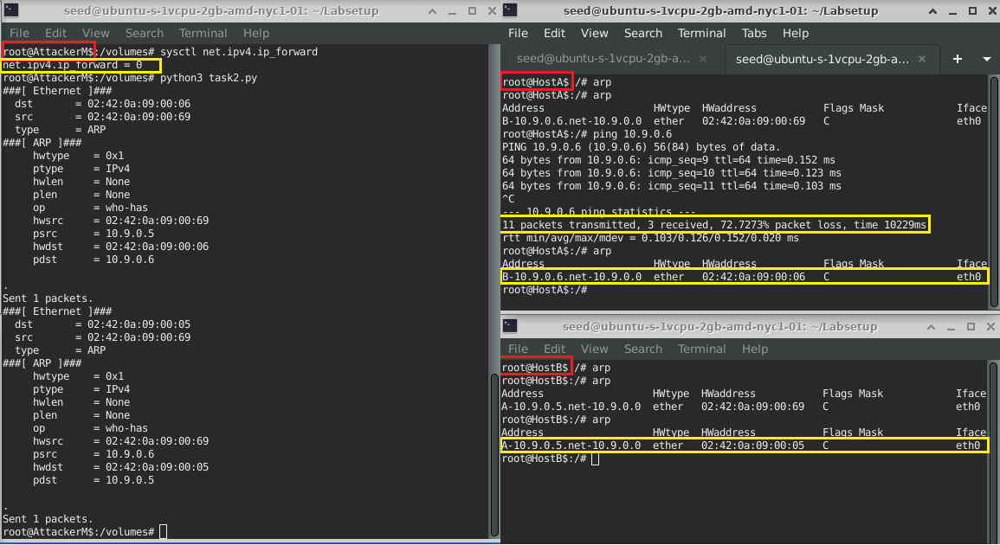 seed@ubuntu-s-1vcpu-2gb-amd-nyc1-01: ~/Labsetup
File Edit View Search Terminal Help
root@AttackerM$:/volumes# sysctl net.ipv4.ip_forward
net.ipv4.ip_forward = 0
root@AttackerM$:/volumes# python3 task2.py
###[ Ethernet ]###
  dst       = 02:42:0a:09:00:06
  src       = 02:42:0a:09:00:69
  type      = ARP
###[ ARP ]###
     hwtype    = 0x1
     ptype     = IPv4
     hwlen     = None
     plen      = None
     op        = who-has
     hwsrc     = 02:42:0a:09:00:69
     psrc      = 10.9.0.5
     hwdst     = 02:42:0a:09:00:06
     pdst      = 10.9.0.6
.
Sent 1 packets.
###[ Ethernet ]###
  dst       = 02:42:0a:09:00:05
  src       = 02:42:0a:09:00:69
  type      = ARP
###[ ARP ]###
     hwtype    = 0x1
     ptype     = IPv4
     hwlen     = None
     plen      = None
     op        = who-has
     hwsrc     = 02:42:0a:09:00:69
     psrc      = 10.9.0.6
     hwdst     = 02:42:0a:09:00:05
     pdst      = 10.9.0.5
.
Sent 1 packets.
root@AttackerM$:/volumes#
seed@ubuntu-s-1vcpu-2gb-amd-nyc1-01: ~/Labsetup
File Edit View Search Terminal Tabs Help
seed@ubuntu-s-1vcpu-2gb-a... × seed@ubuntu-s-1vcpu-2gb-a... ×
root@HostA$:/# arp
root@HostA$:/# arp
Address                  HWtype  HWaddress           Flags Mask            Iface
B-10.9.0.6.net-10.9.0.0  ether   02:42:0a:09:00:69   C                     eth0
root@HostA$:/# ping 10.9.0.6
PING 10.9.0.6 (10.9.0.6) 56(84) bytes of data.
64 bytes from 10.9.0.6: icmp_seq=9 ttl=64 time=0.152 ms
64 bytes from 10.9.0.6: icmp_seq=10 ttl=64 time=0.123 ms
64 bytes from 10.9.0.6: icmp_seq=11 ttl=64 time=0.103 ms
^C
--- 10.9.0.6 ping statistics ---
11 packets transmitted, 3 received, 72.7273% packet loss, time 10229ms
rtt min/avg/max/mdev = 0.103/0.126/0.152/0.020 ms
root@HostA$:/# arp
Address                  HWtype  HWaddress           Flags Mask            Iface
B-10.9.0.6.net-10.9.0.0  ether   02:42:0a:09:00:06   C                     eth0
root@HostA$:/#
seed@ubuntu-s-1vcpu-2gb-amd-nyc1-01: ~/Labsetup
File Edit View Search Terminal Help
root@HostB$:/# arp
root@HostB$:/# arp
Address                  HWtype  HWaddress           Flags Mask            Iface
A-10.9.0.5.net-10.9.0.0  ether   02:42:0a:09:00:69   C                     eth0
root@HostB$:/# arp
Address                  HWtype  HWaddress           Flags Mask            Iface
A-10.9.0.5.net-10.9.0.0  ether   02:42:0a:09:00:05   C                     eth0
root@HostB$:/#